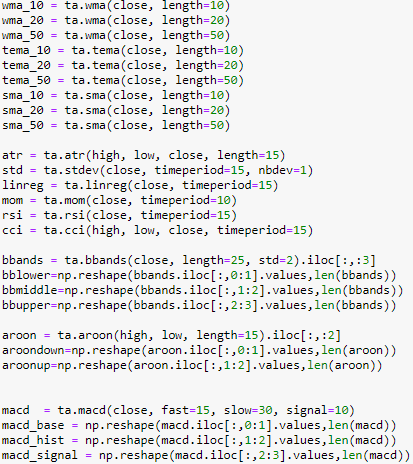 wma_10 = ta.wma(close, length=10)
wma_20 = ta.wma(close, length=20)
wma_50 = ta.wma(close, length=50)
tema_10 = ta.tema(close, length=10)
tema_20 = ta.tema(close, length=20)
tema_50 = ta.tema(close, length=50)
sma_10 = ta.sma(close, length=10)
sma_20 = ta.sma(close, length=20)
sma_50 = ta.sma(close, length=50)
atr = ta.atr(high, low, close, length=15)
std = ta.stdev(close, timeperiod=15, nbdev=1)
linreg = ta.linreg(close, timeperiod=15)
mom = ta.mom(close, timeperiod=10)
rsi = ta.rsi(close, timeperiod=15)
cci = ta.cci(high, low, close, timeperiod=15)
bbands = ta.bbands(close, length=25, std=2).iloc[:,:3]
bblower=np.reshape(bbands.iloc[:,0:1].values,len(bbands))
bbmiddle=np.reshape(bbands.iloc[:,1:2].values,len(bbands))
bbupper=np.reshape(bbands.iloc[:,2:3].values,len(bbands))
aroon = ta.aroon(high, low, length=15).iloc[:,:2]
aroondown=np.reshape(aroon.iloc[:,0:1].values,len(aroon))
aroonup=np.reshape(aroon.iloc[:,1:2].values,len(aroon))
macd  = ta.macd(close, fast=15, slow=30, signal=10)
macd_base = np.reshape(macd.iloc[:,0:1].values,len(macd))
macd_hist = np.reshape(macd.iloc[:,1:2].values,len(macd))
macd_signal = np.reshape(macd.iloc[:,2:3].values,len(macd))